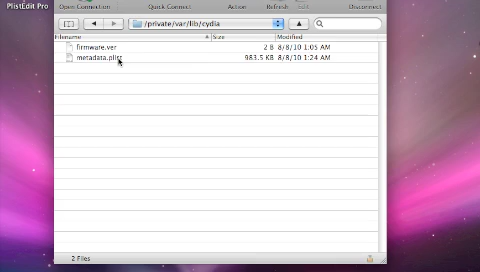 PlistEdit Pro
Open Connection Quick Connect Action Refresh Edit Disconnect
/private/var/lib/cydia
Filename Size Modified
firmware.ver 2 B 8/8/10 1:05 AM
metadata.plist 983.5 KB 8/8/10 1:24 AM
2 Files